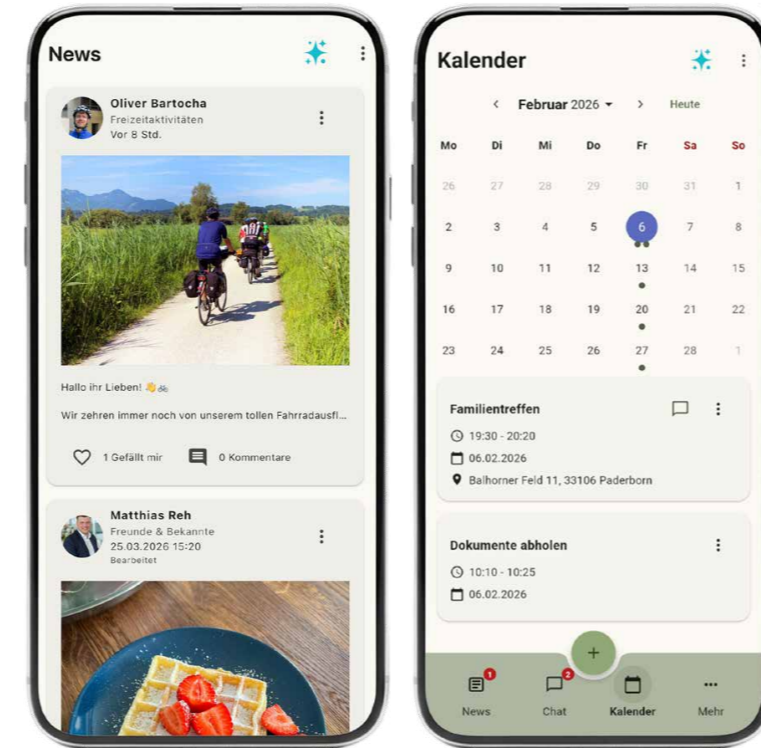 News
Oliver Bartocha
Freizeitaktivitäten
Vor 8 Std.
Hallo ihr Lieben! 👋🚲
Wir zehren immer noch von unserem tollen Fahrradausfl...
1 Gefällt mir
0 Kommentare
Matthias Reh
Freunde & Bekannte
25.03.2026 15:20
Bearbeitet
Kalender
Februar 2026
Heute
Mo Di Mi Do Fr Sa So
26 27 28 29 30 31 1
2 3 4 5 6 7 8
9 10 11 12 13 14 15
16 17 18 19 20 21 22
23 24 25 26 27 28 1
Familientreffen
19:30 - 20:20
06.02.2026
Balhorner Feld 11, 33106 Paderborn
Dokumente abholen
10:10 - 10:25
06.02.2026
+
1 2
News Chat Kalender Mehr